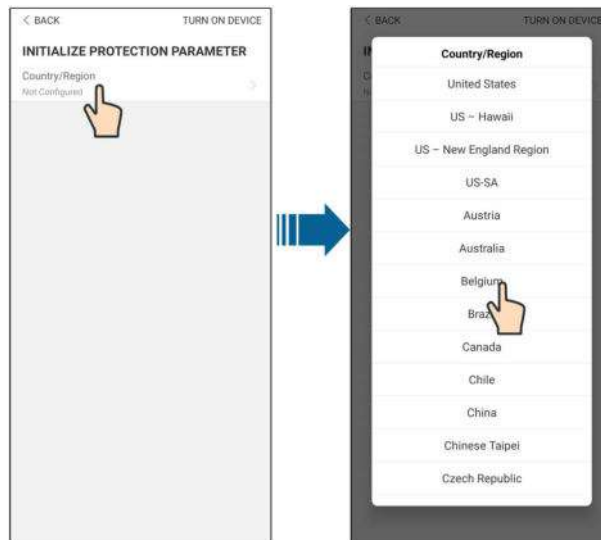 < BACK TURN ON DEVICE
INITIALIZE PROTECTION PARAMETER
Country/Region
Not Configured
< BACK TURN ON DEVICE
Country/Region
United States
US – Hawaii
US – New England Region
US-SA
Austria
Australia
Belgium
Canada
Chile
China
Chinese Taipei
Czech Republic